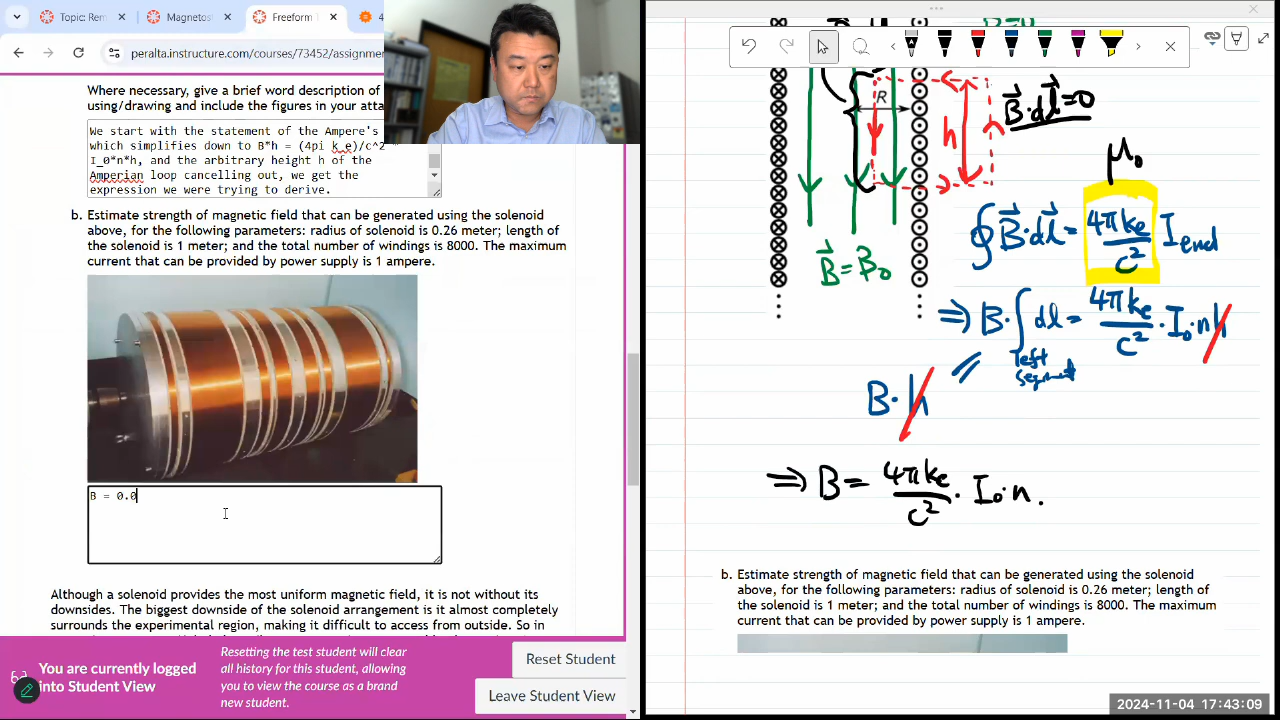 Topical Re
Magnetos
Freeform
peralta.instructure.com/courses/73452/assignme
Where necessary, give a brief word description of
using/drawing and include the figures in your atta
We start with the statement of the Ampere's
which simplifies down to B*h = (4pi k_e)/c^2 *
I_0*n*h, and the arbitrary height h of the
Amperian loop cancelling out, we get the
expression we were trying to derive.
b. Estimate strength of magnetic field that can be generated using the solenoid
above, for the following parameters: radius of solenoid is 0.26 meter; length of
the solenoid is 1 meter; and the total number of windings is 8000. The maximum
current that can be provided by power supply is 1 ampere.
B = 0.0
Although a solenoid provides the most uniform magnetic field, it is not without its
downsides. The biggest downside of the solenoid arrangement is it almost completely
surrounds the experimental region, making it difficult to access from outside. So in
You are currently logged
into Student View
Resetting the test student will clear
all history for this student, allowing
you to view the course as a brand
new student.
Reset Student
Leave Student View
B=0
R
h
B⃗·dl⃗=0
μ₀
∮B⃗·dl⃗= 4πkₑ/c² I encl
B⃗=B₀
⇒ B·∫dl= 4πkₑ/c² ·I₀·nh
left
segment
B·h
⇒ B= 4πkₑ/c² · I₀·n.
b. Estimate strength of magnetic field that can be generated using the solenoid
above, for the following parameters: radius of solenoid is 0.26 meter; length of
the solenoid is 1 meter; and the total number of windings is 8000. The maximum
current that can be provided by power supply is 1 ampere.
2024-11-04 17:43:09